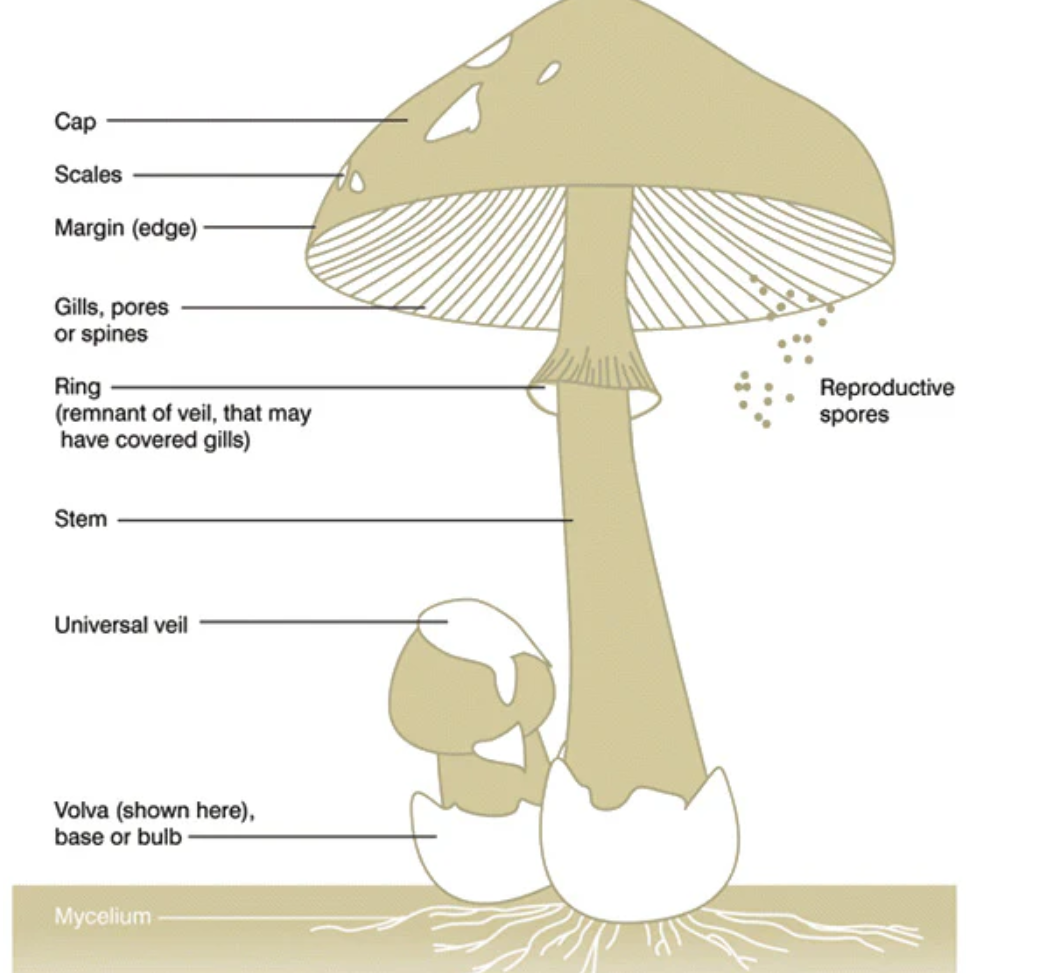 Cap
Scales
Margin (edge)
Gills, pores
or spines
Ring
(remnant of veil, that may
have covered gills)
Reproductive
spores
Stem
Universal veil
Volva (shown here),
base or bulb
Mycelium